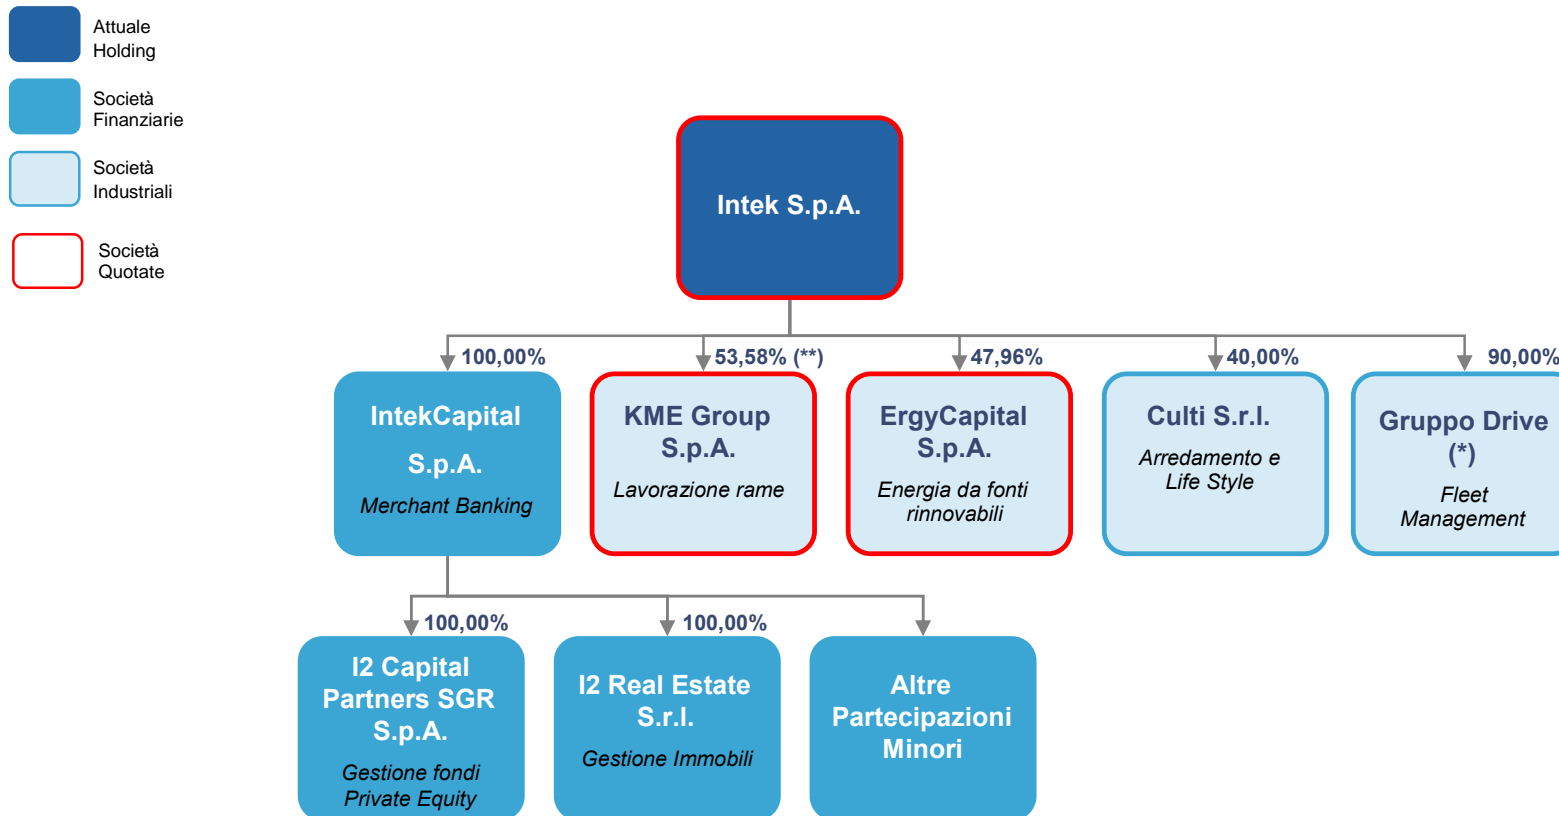 Attuale
Holding
Società
Finanziarie
Società
Industriali
Società
Quotate
Intek S.p.A.
100,00%
53,58% (**)
47,96%
40,00%
90,00%
IntekCapital
S.p.A.
Merchant Banking
KME Group
S.p.A.
Lavorazione rame
ErgyCapital
S.p.A.
Energia da fonti
rinnovabili
Culti S.r.l.
Arredamento e
Life Style
Gruppo Drive
(*)
Fleet
Management
100,00%
100,00%
I2 Capital
Partners SGR
S.p.A.
Gestione fondi
Private Equity
I2 Real Estate
S.r.l.
Gestione Immobili
Altre
Partecipazioni
Minori